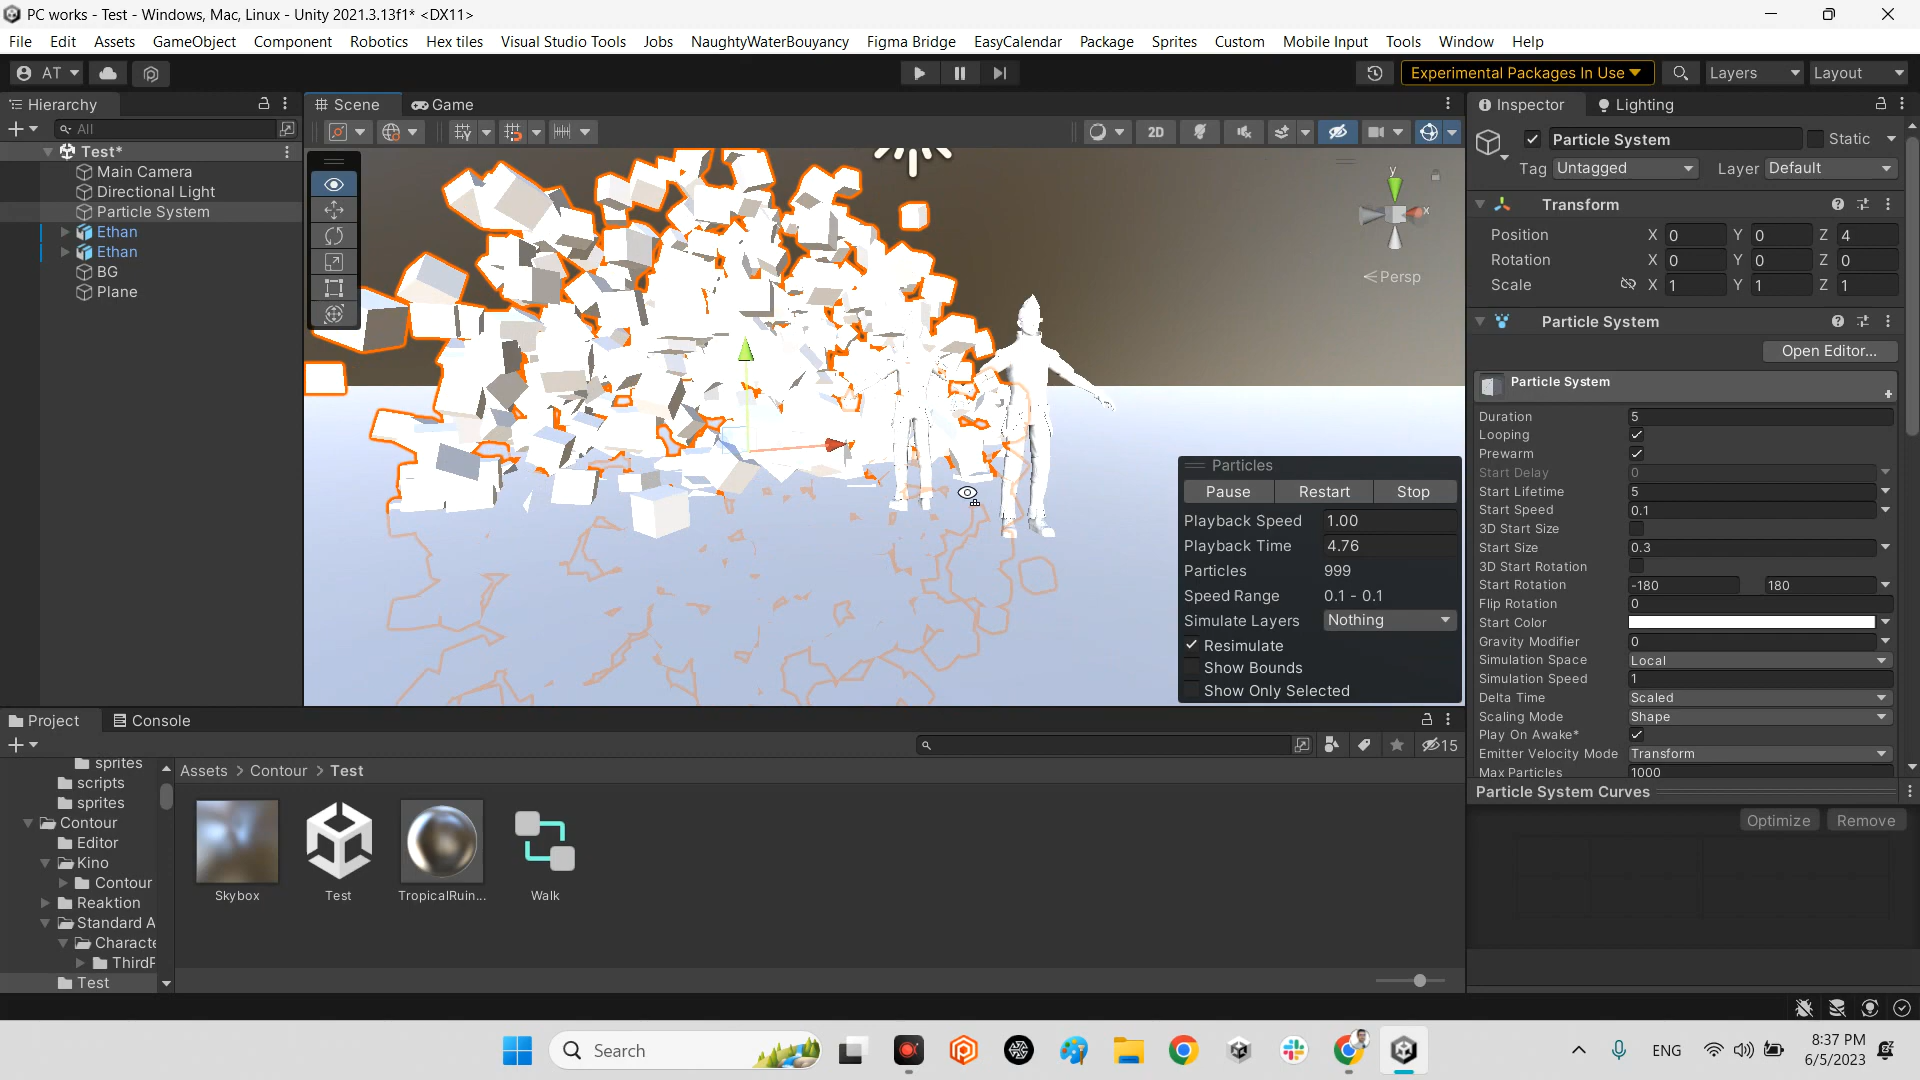 PC works - Test - Windows, Mac, Linux - Unity 2021.3.13f1* <DX11>
File Edit Assets GameObject Component Robotics Hex tiles Visual Studio Tools Jobs NaughtyWaterBouyancy Figma Bridge EasyCalendar Package Sprites Custom Mobile Input Tools Window Help
AT Experimental Packages In Use Layers Layout
Hierarchy
All
Test*
Main Camera
Directional Light
Particle System
Ethan
Ethan
BG
Plane
Scene Game
2D
y
x
Persp
Particles
Pause Restart Stop
Playback Speed 1.00
Playback Time 4.76
Particles 999
Speed Range 0.1 - 0.1
Simulate Layers Nothing
Resimulate
Show Bounds
Show Only Selected
Inspector Lighting
Particle System Static
Tag Untagged Layer Default
Transform
Position X 0 Y 0 Z 4
Rotation X 0 Y 0 Z 0
Scale X 1 Y 1 Z 1
Particle System
Open Editor...
Particle System
Duration 5
Looping
Prewarm
Start Delay 0
Start Lifetime 5
Start Speed 0.1
3D Start Size
Start Size 0.3
3D Start Rotation
Start Rotation -180 180
Flip Rotation 0
Start Color
Gravity Modifier 0
Simulation Space Local
Simulation Speed 1
Delta Time Scaled
Scaling Mode Shape
Play On Awake*
Emitter Velocity Mode Transform
Max Particles 1000
Particle System Curves
Optimize Remove
Project Console
15
sprites
scripts
sprites
Contour
Editor
Kino
Contour
Reaktion
Standard A
Characte
ThirdP
Test
Assets > Contour > Test
Skybox
Test
TropicalRuin...
Walk
Search
ENG
8:37 PM
6/5/2023